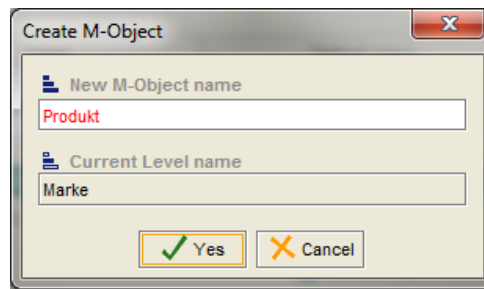 Create M-Object
New M-Object name
Produkt
Current Level name
Marke
Yes
Cancel